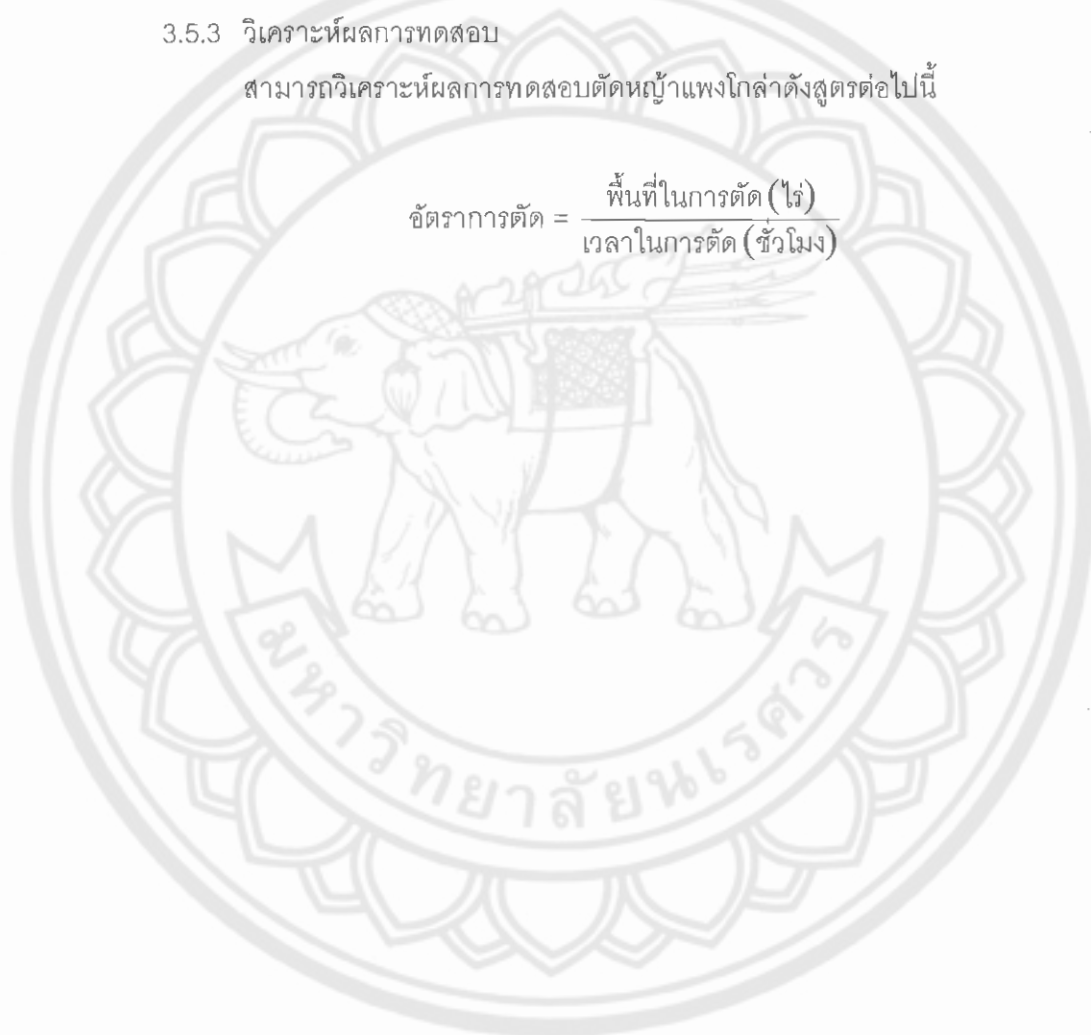 3.5.3 วิเคราะห์ผลการทดสอบ
สามารถวิเคราะห์ผลการทดสอบตัดหญ้าแพงโกล่าดังสูตรต่อไปนี้
อัตราการตัด = พื้นที่ในการตัด (ไร่)
เวลาในการตัด (ชั่วโมง)
มหาวิทยาลัยนเรศวร